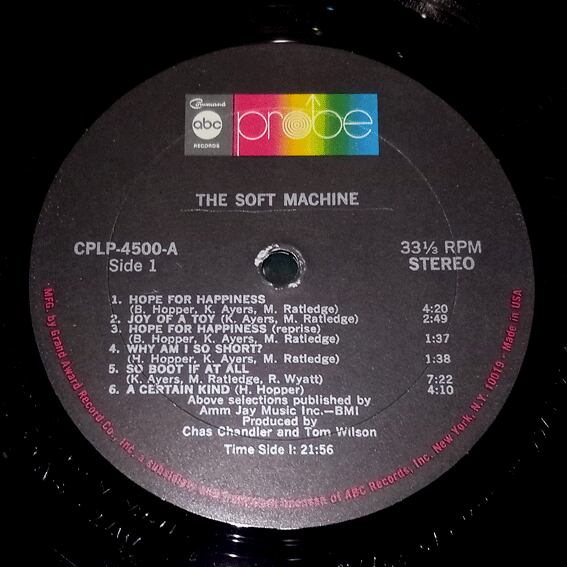 Command
abc
RECORDS
probe
THE SOFT MACHINE
CPLP-4500-A
Side 1
33⅓ RPM
STEREO
1. HOPE FOR HAPPINESS
(B. Hopper, K. Ayers, M. Ratledge) 4:20
2. JOY OF A TOY (K. Ayers, M. Ratledge) 2:49
3. HOPE FOR HAPPINESS (reprise)
(B. Hopper, K. Ayers, M. Ratledge) 1:37
4. WHY AM I SO SHORT?
(H. Hopper, K. Ayers, M. Ratledge) 1:38
5. SO BOOT IF AT ALL
(K. Ayers, M. Ratledge, R. Wyatt) 7:22
6. A CERTAIN KIND (H. Hopper) 4:10
Above selections published by
Amm Jay Music Inc.—BMI
Produced by
Chas Chandler and Tom Wilson
Time Side I: 21:56
MFG. by Grand Award Record Co., Inc. a subsidiary and trademark licensee of ABC Records, Inc. New York, N.Y. 10019 • Made in USA